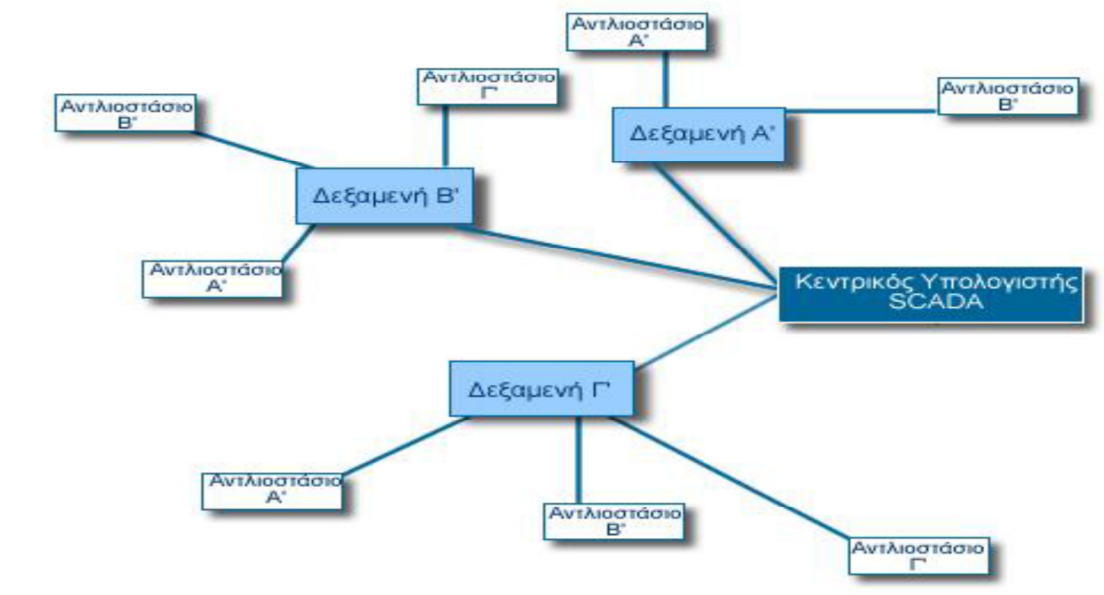 Αντλιοστάσιο
Α'
Αντλιοστάσιο
Γ'
Αντλιοστάσιο
Β'
Αντλιοστάσιο
Β'
Δεξαμενή Α'
Δεξαμενή Β'
Αντλιοστάσιο
Α'
Κεντρικός Υπολογιστής
SCADA
Δεξαμενή Γ'
Αντλιοστάσιο
Α'
Αντλιοστάσιο
Β'
Αντλιοστάσιο
Γ'